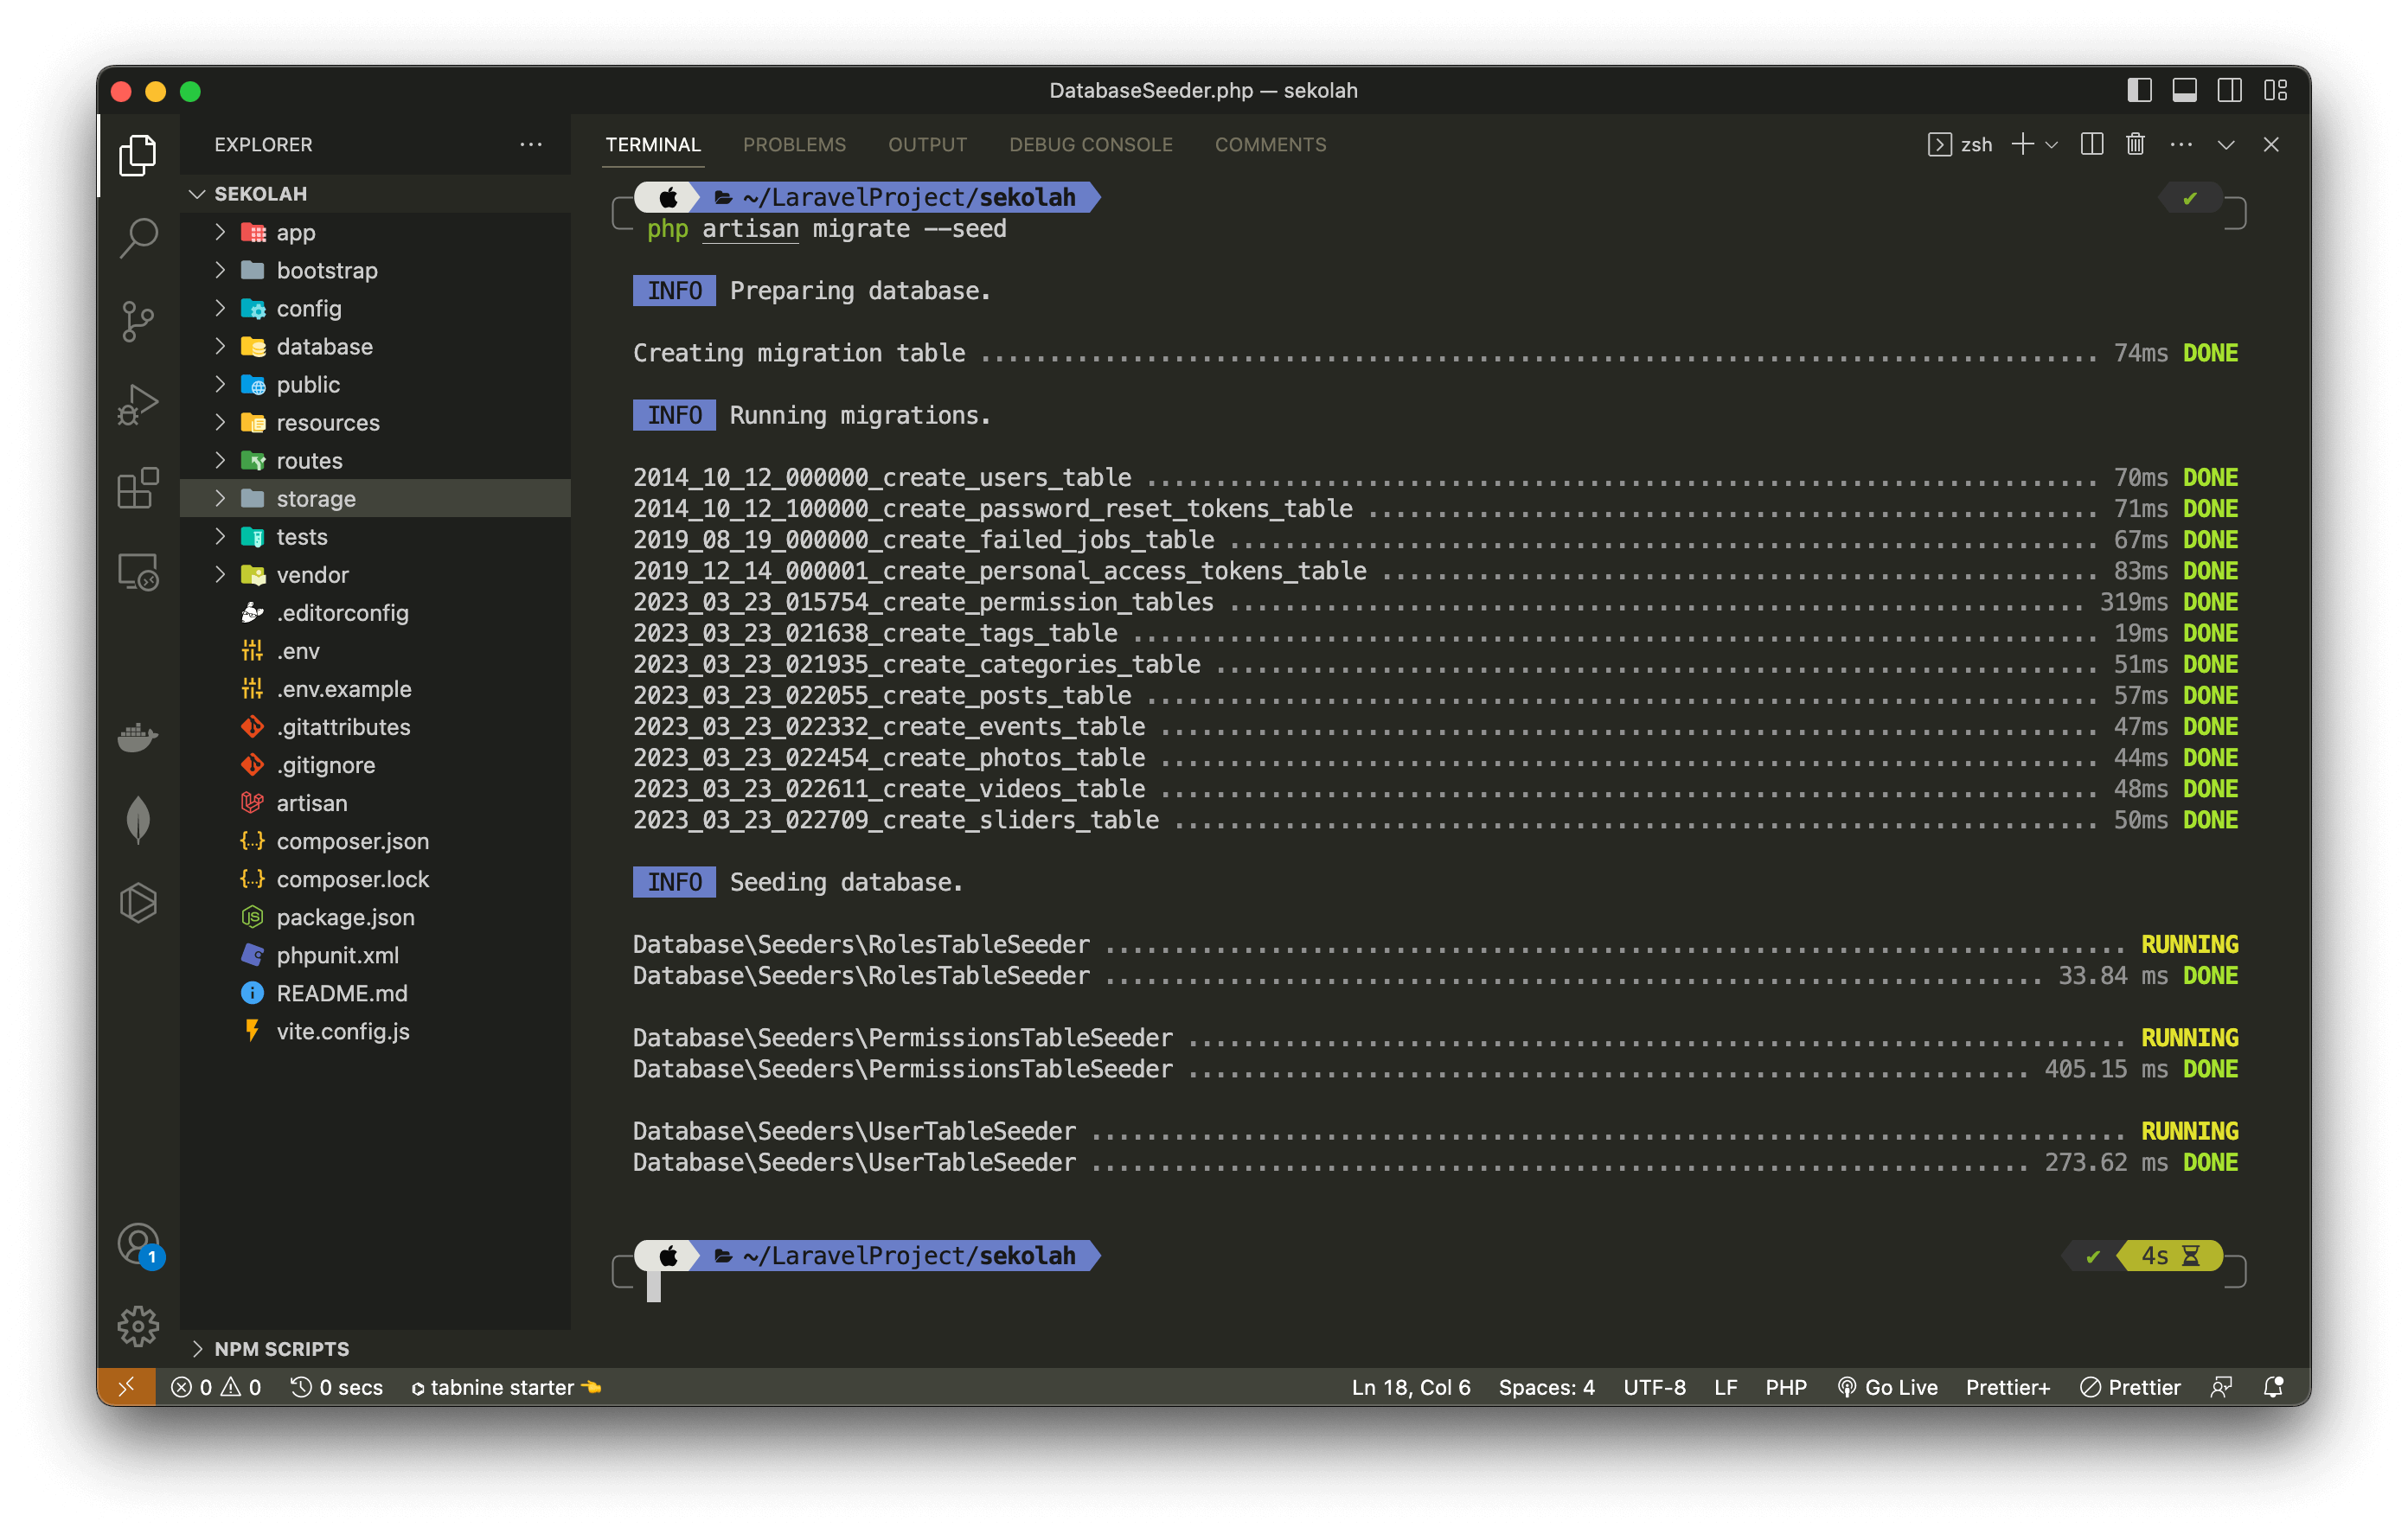 DatabaseSeeder.php — sekolah
EXPLORER
SEKOLAH
app
bootstrap
config
database
public
resources
routes
storage
tests
vendor
.editorconfig
.env
.env.example
.gitattributes
.gitignore
artisan
composer.json
composer.lock
package.json
phpunit.xml
README.md
vite.config.js
NPM SCRIPTS
TERMINAL PROBLEMS OUTPUT DEBUG CONSOLE COMMENTS zsh
~/LaravelProject/sekolah
php artisan migrate --seed
INFO Preparing database.
Creating migration table ................................................................................. 74ms DONE
INFO Running migrations.
2014_10_12_000000_create_users_table ..................................................................... 70ms DONE
2014_10_12_100000_create_password_reset_tokens_table ..................................................... 71ms DONE
2019_08_19_000000_create_failed_jobs_table ............................................................... 67ms DONE
2019_12_14_000001_create_personal_access_tokens_table .................................................... 83ms DONE
2023_03_23_015754_create_permission_tables .............................................................. 319ms DONE
2023_03_23_021638_create_tags_table ...................................................................... 19ms DONE
2023_03_23_021935_create_categories_table ................................................................ 51ms DONE
2023_03_23_022055_create_posts_table ..................................................................... 57ms DONE
2023_03_23_022332_create_events_table .................................................................... 47ms DONE
2023_03_23_022454_create_photos_table .................................................................... 44ms DONE
2023_03_23_022611_create_videos_table .................................................................... 48ms DONE
2023_03_23_022709_create_sliders_table ................................................................... 50ms DONE
INFO Seeding database.
Database\Seeders\RolesTableSeeder .......................................................................... RUNNING
Database\Seeders\RolesTableSeeder .................................................................... 33.84 ms DONE
Database\Seeders\PermissionsTableSeeder .................................................................... RUNNING
Database\Seeders\PermissionsTableSeeder ............................................................. 405.15 ms DONE
Database\Seeders\UserTableSeeder ........................................................................... RUNNING
Database\Seeders\UserTableSeeder .................................................................... 273.62 ms DONE
~/LaravelProject/sekolah 4s
1
0 0 0 secs tabnine starter Ln 18, Col 6 Spaces: 4 UTF-8 LF PHP Go Live Prettier+ Prettier